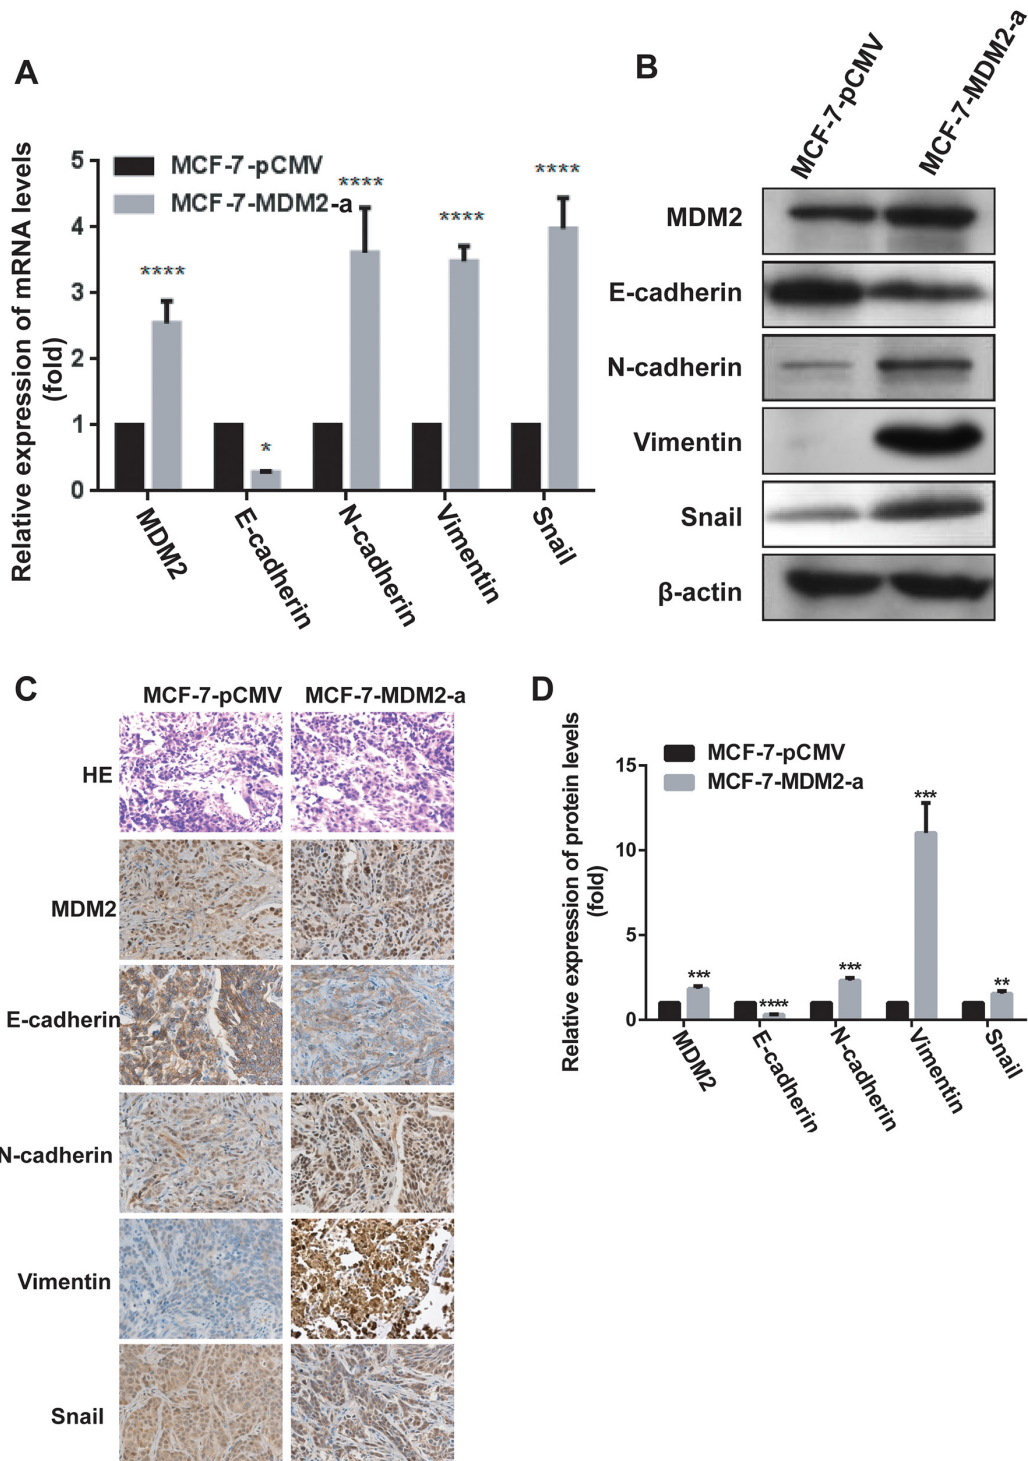 A
Relative expression of mRNA levels
(fold)
5
4
3
2
1
0
MCF-7-pCMV
MCF-7-MDM2-a
****
*
****
****
****
MDM2
E-cadherin
N-cadherin
Vimentin
Snail
B
MCF-7-pCMV
MCF-7-MDM2-a
MDM2
E-cadherin
N-cadherin
Vimentin
Snail
β-actin
C
MCF-7-pCMV
MCF-7-MDM2-a
HE
MDM2
E-cadherin
N-cadherin
Vimentin
Snail
D
Relative expression of protein levels
(fold)
15
10
5
0
MCF-7-pCMV
MCF-7-MDM2-a
***
****
***
***
**
MDM2
E-cadherin
N-cadherin
Vimentin
Snail